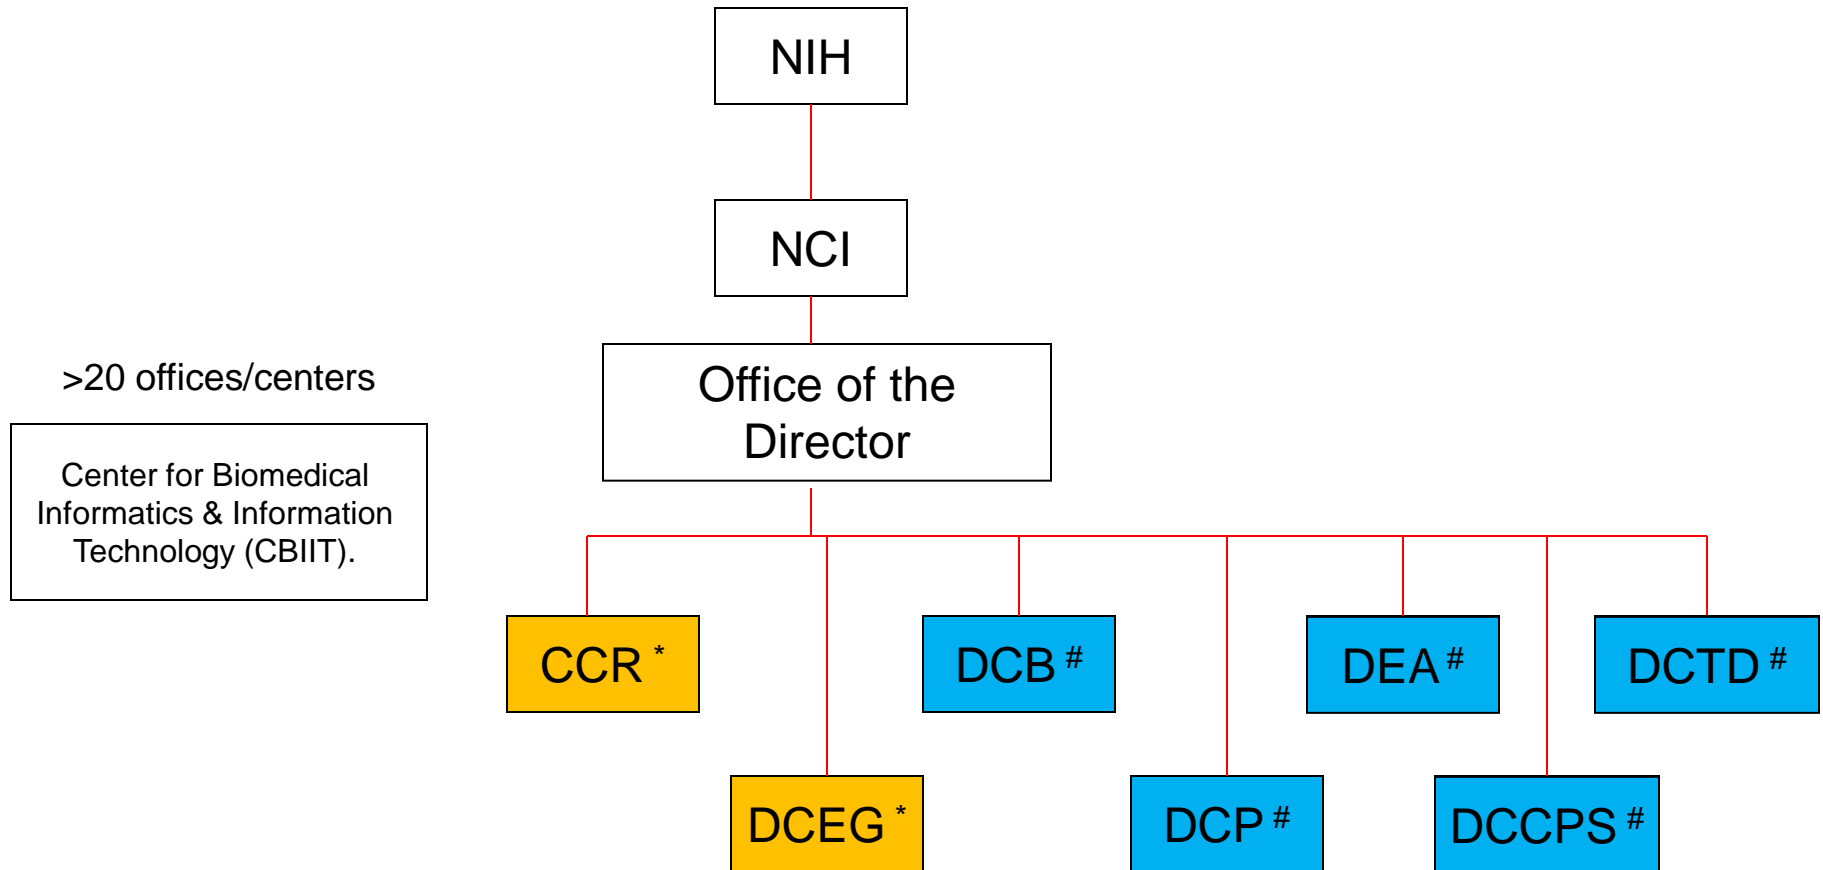 NIH
NCI
Office of the
Director
>20 offices/centers
Center for Biomedical
Informatics & Information
Technology (CBIIT).
CCR *
DCB #
DEA #
DCTD #
DCEG *
DCP #
DCCPS #